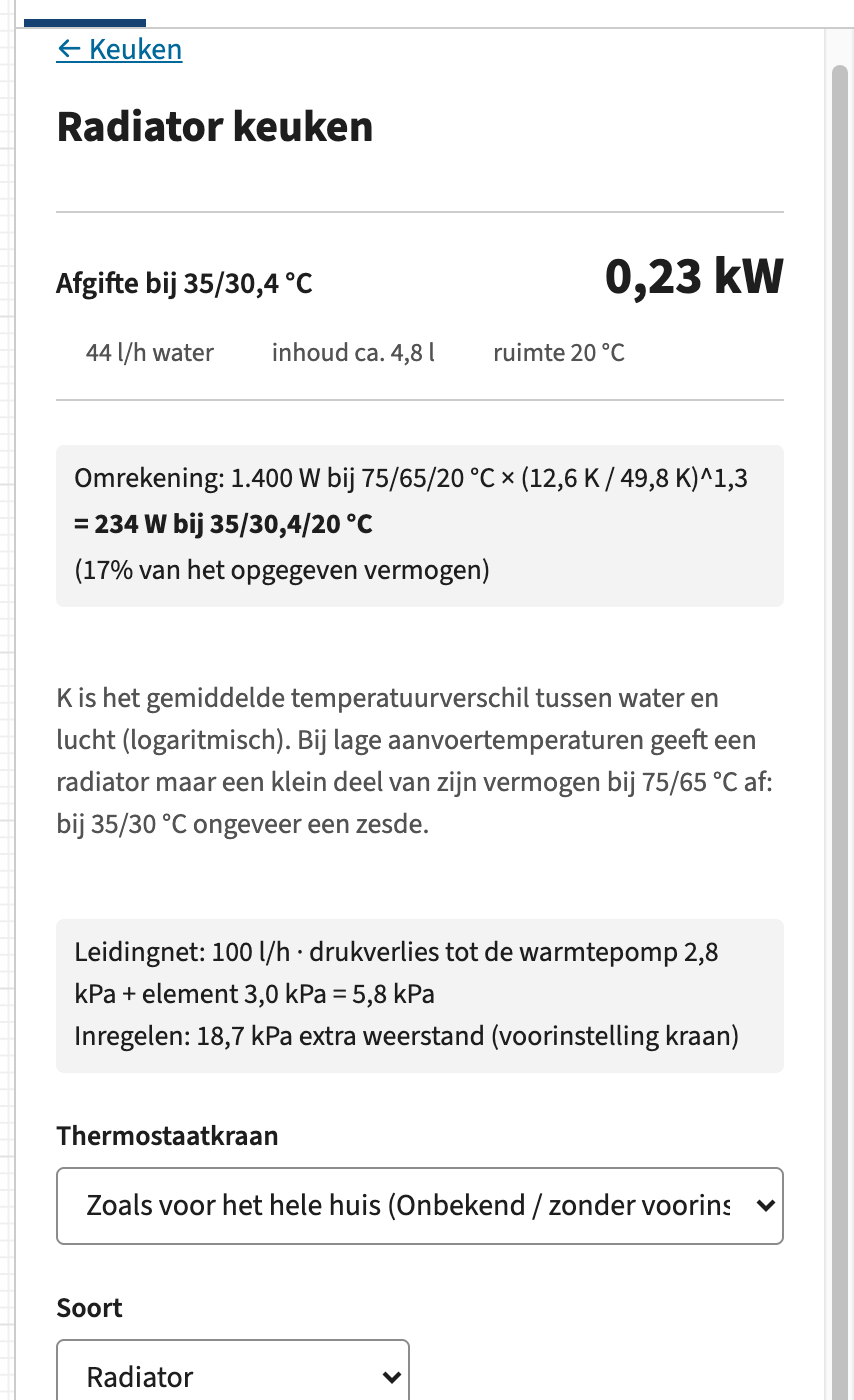 ← Keuken
Radiator keuken
Afgifte bij 35/30,4 °C
0,23 kW
44 l/h water
inhoud ca. 4,8 l
ruimte 20 °C
Omrekening: 1.400 W bij 75/65/20 °C × (12,6 K / 49,8 K)^1,3
= 234 W bij 35/30,4/20 °C
(17% van het opgegeven vermogen)
K is het gemiddelde temperatuurverschil tussen water en
lucht (logaritmisch). Bij lage aanvoertemperaturen geeft een
radiator maar een klein deel van zijn vermogen bij 75/65 °C af:
bij 35/30 °C ongeveer een zesde.
Leidingnet: 100 l/h · drukverlies tot de warmtepomp 2,8
kPa + element 3,0 kPa = 5,8 kPa
Inregelen: 18,7 kPa extra weerstand (voorinstelling kraan)
Thermostaatkraan
Zoals voor het hele huis (Onbekend / zonder voorins
Soort
Radiator